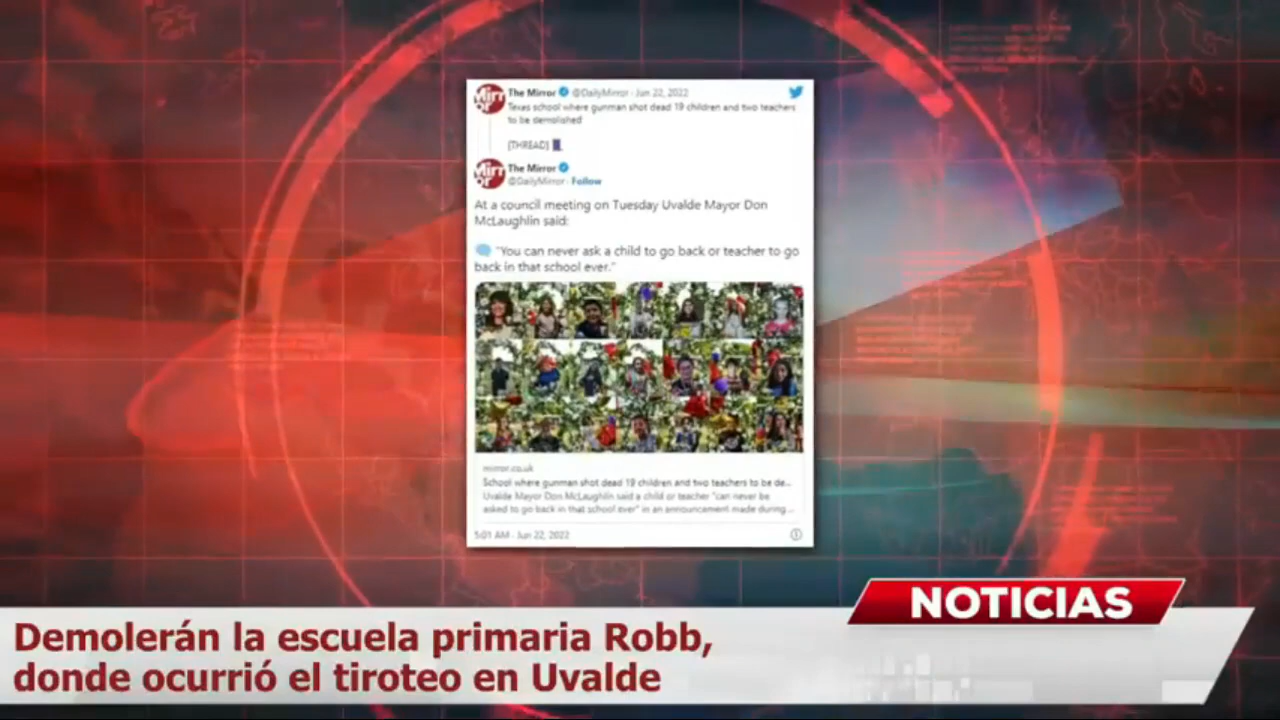 The Mirror @DailyMirror · Jun 22, 2022
Texas school where gunman shot dead 19 children and two teachers
to be demolished
[THREAD]
The Mirror
@DailyMirror · Follow
At a council meeting on Tuesday Uvalde Mayor Don
McLaughlin said:
"You can never ask a child to go back or teacher to go
back in that school ever."
mirror.co.uk
School where gunman shot dead 19 children and two teachers to be de...
Uvalde Mayor Don McLaughlin said a child or teacher "can never be
asked to go back in that school ever" in an announcement made during...
5:01 AM · Jun 22, 2022
NOTICIAS
Demolerán la escuela primaria Robb,
donde ocurrió el tiroteo en Uvalde